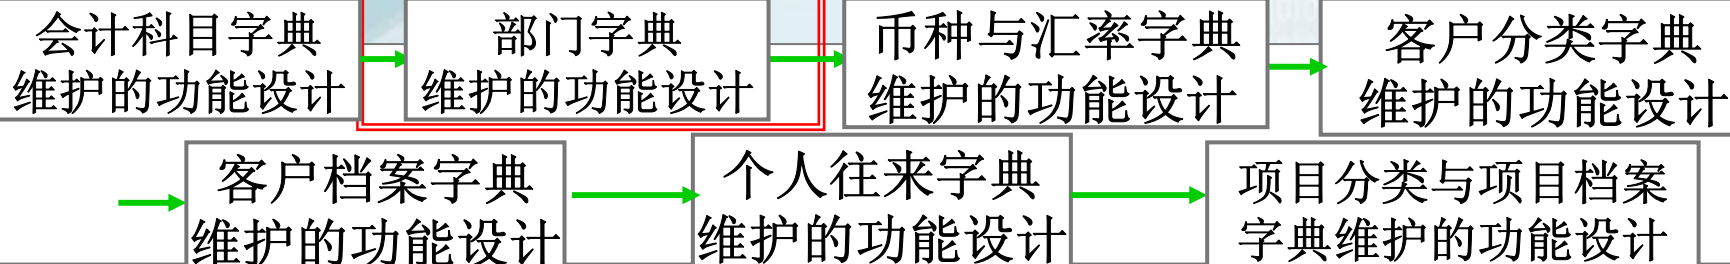 会计科目字典
维护的功能设计
部门字典
维护的功能设计
币种与汇率字典
维护的功能设计
客户分类字典
维护的功能设计
客户档案字典
维护的功能设计
个人往来字典
维护的功能设计
项目分类与项目档案
字典维护的功能设计